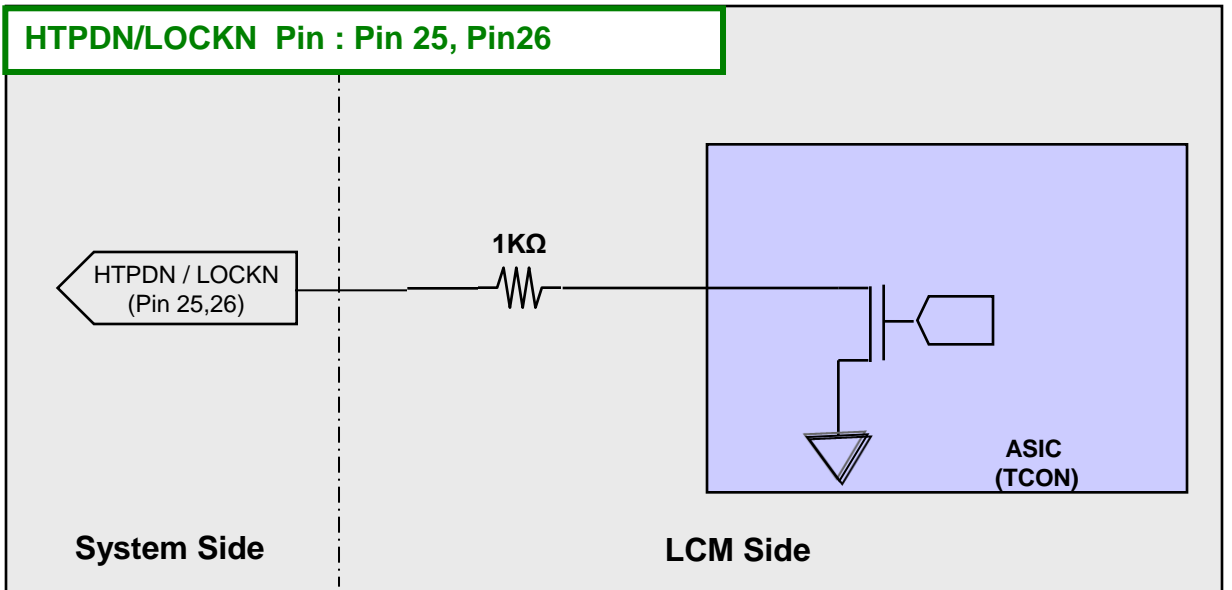 HTPDN/LOCKN Pin : Pin 25, Pin26
1KΩ
HTPDN / LOCKN
(Pin 25,26)
ASIC
(TCON)
System Side
LCM Side